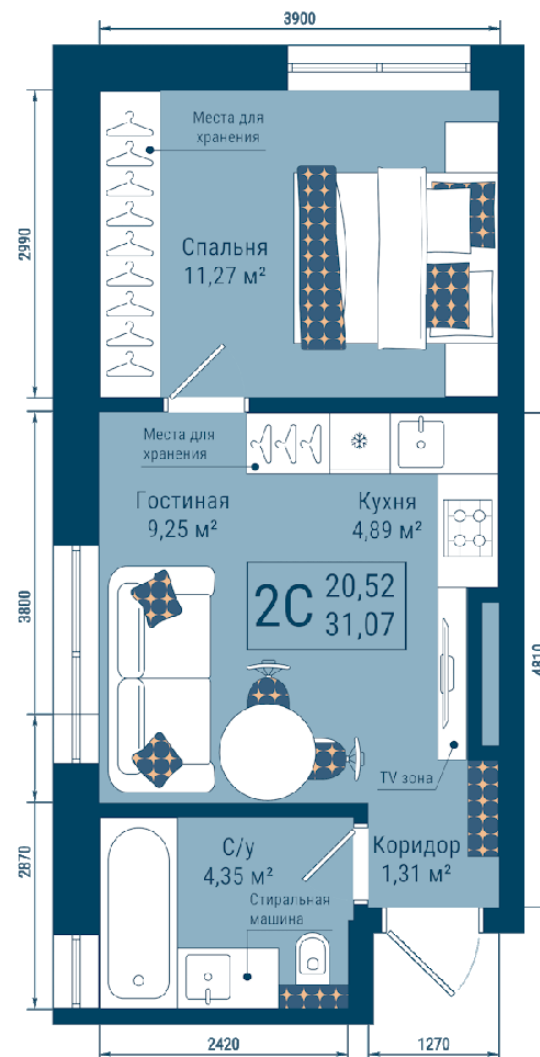 3900
Места для
хранения
2990
Спальня
11,27 м²
Места для
хранения
Гостиная
9,25 м²
Кухня
4,89 м²
2С
20,52
31,07
3800
4810
TV зона
2870
С/у
4,35 м²
Коридор
1,31 м²
Стиральная
машина
2420
1270